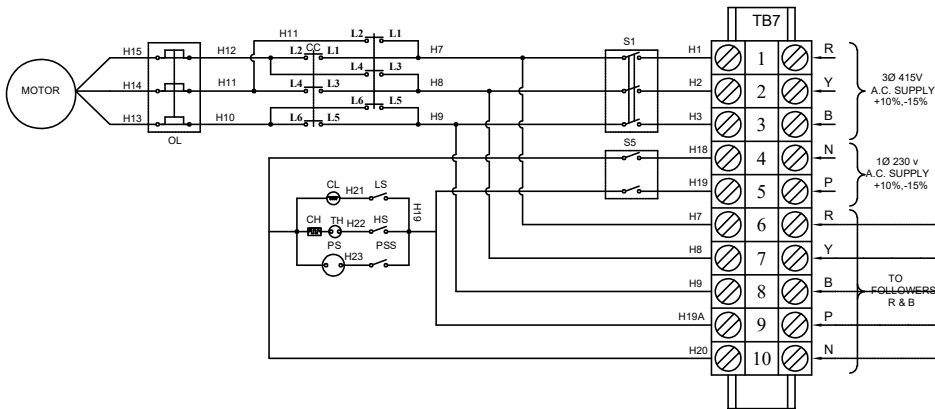 TB7
H11 L2 L1 S1
H15 H12 L2 CC L1 H7 H1 1 R
MOTOR H14 H11 L4 L3 L4 L3 H8 H2 2 Y
3Ø 415V
A.C. SUPPLY
+10%,-15%
H13 H10 L6 L5 L6 L5 H9 H3 3 B
OL
S5
H18 4 N
1Ø 230 v
A.C. SUPPLY
+10%,-15%
H19 5 P
CL H21 LS H19
CH TH H22 HS
PS H23 PSS
H7 6 R
H8 7 Y
TO
FOLLOWERS
R & B
H9 8 B
H19A 9 P
H20 10 N